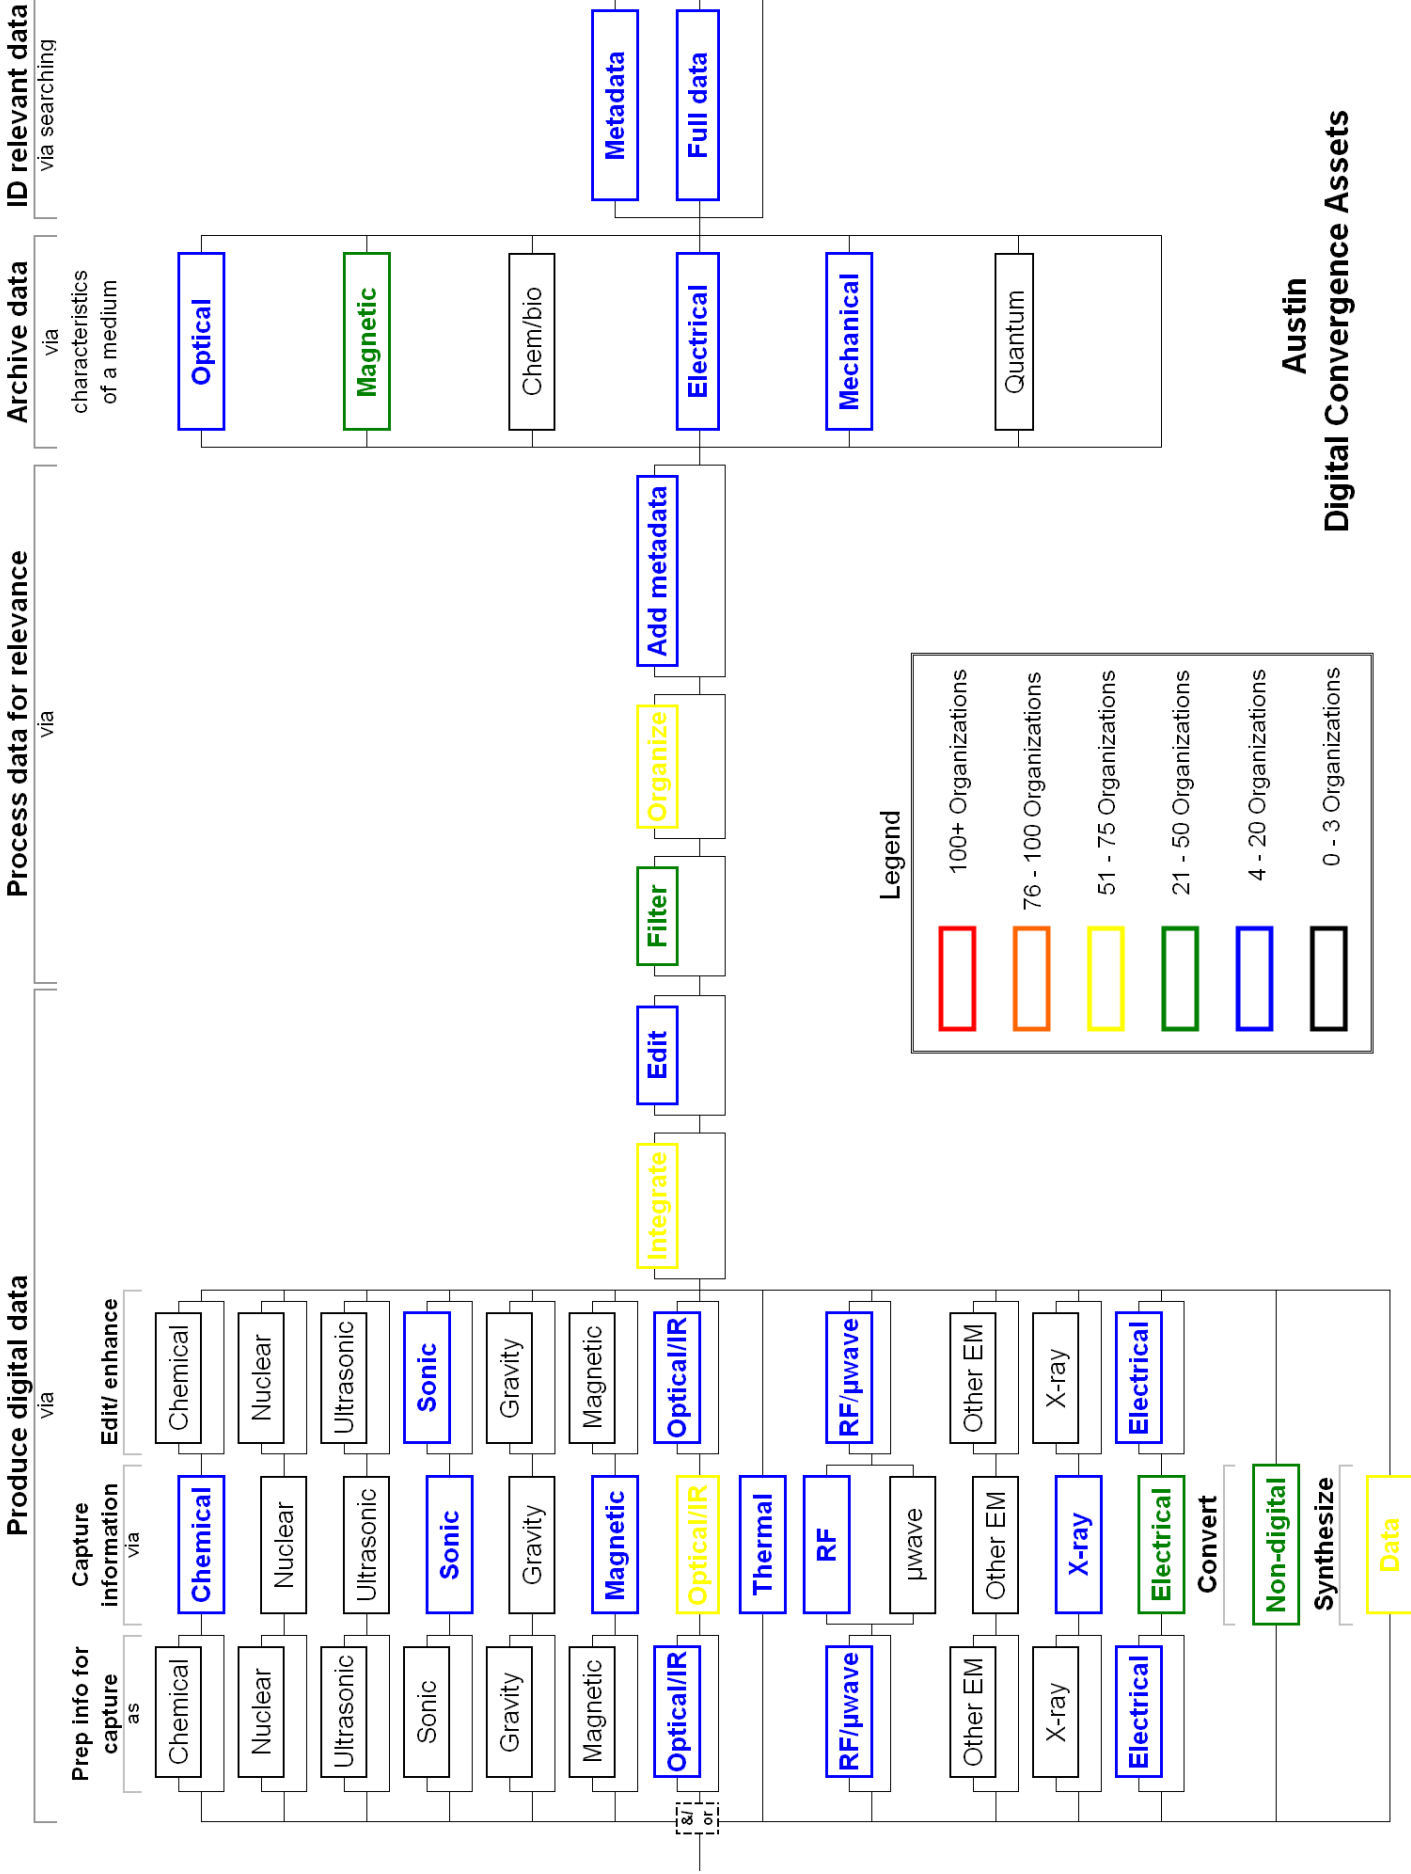 Produce digital data
via
Process data for relevance
via
Archive data
via
characteristics
of a medium
ID relevant data
via searching
Prep info for
capture
as
Capture
information
via
Edit/ enhance
Chemical
Chemical
Chemical
Nuclear
Nuclear
Nuclear
Ultrasonic
Ultrasonic
Ultrasonic
Sonic
Sonic
Sonic
Gravity
Gravity
Gravity
Magnetic
Magnetic
Magnetic
&/
or
Optical/IR
Optical/IR
Optical/IR
Thermal
RF/µwave
RF
µwave
RF/µwave
Other EM
Other EM
Other EM
X-ray
X-ray
X-ray
Electrical
Electrical
Electrical
Convert
Non-digital
Synthesize
Data
Integrate
Edit
Filter
Organize
Add metadata
Optical
Magnetic
Chem/bio
Electrical
Mechanical
Quantum
Metadata
Full data
Legend
100+ Organizations
76 - 100 Organizations
51 - 75 Organizations
21 - 50 Organizations
4 - 20 Organizations
0 - 3 Organizations
Austin
Digital Convergence Assets